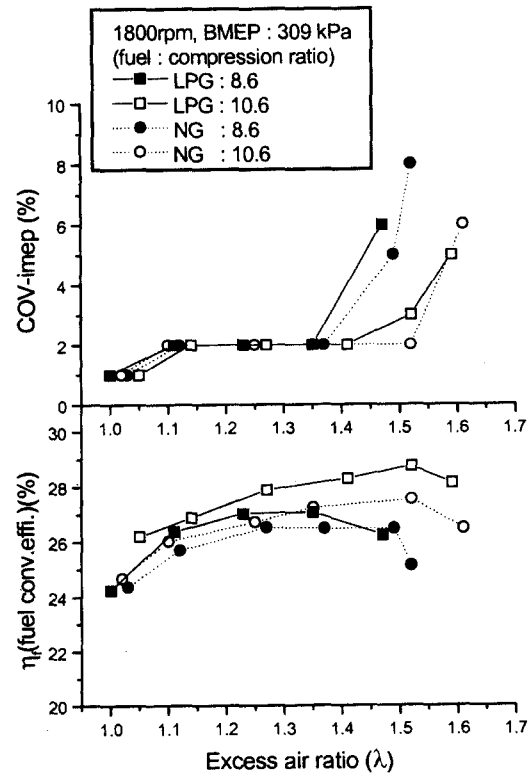 1800rpm, BMEP : 309 kPa
(fuel : compression ratio)
LPG : 8.6
LPG : 10.6
NG : 8.6
NG : 10.6
10
8
6
4
2
0
COV-imep (%)
1.0 1.1 1.2 1.3 1.4 1.5 1.6 1.7
30
28
26
24
22
20
ηf(fuel conv.effi.)(%)
1.0 1.1 1.2 1.3 1.4 1.5 1.6 1.7
Excess air ratio (λ)